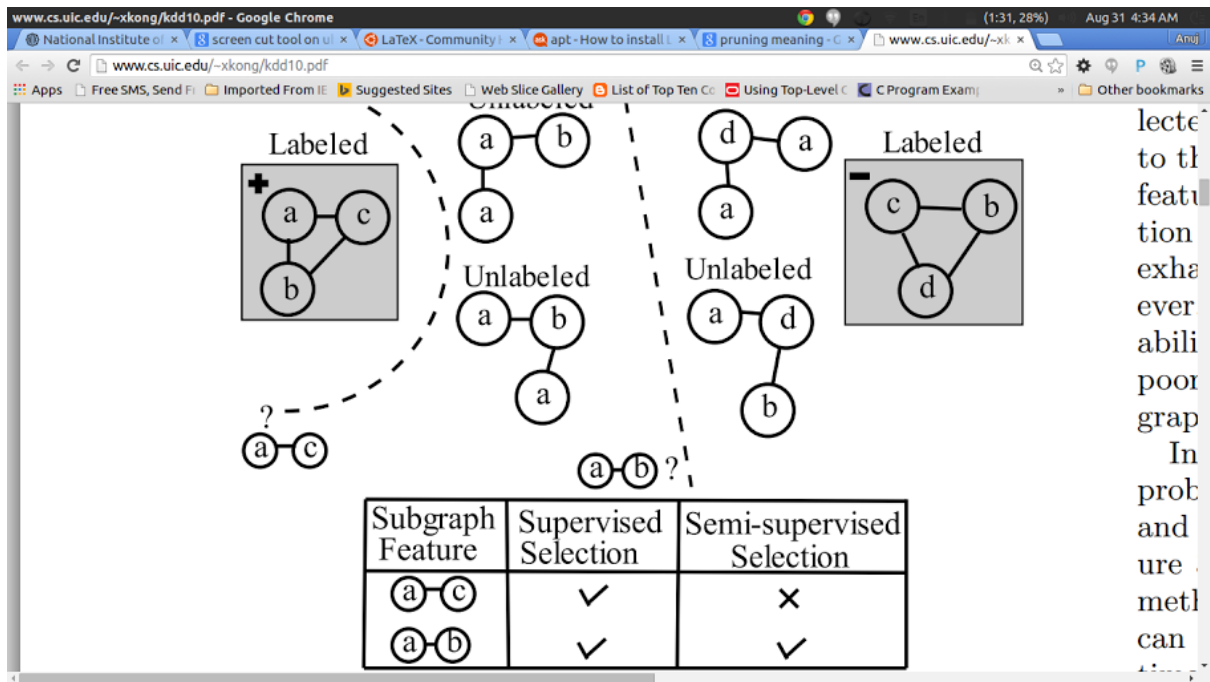 www.cs.uic.edu/~xkong/kdd10.pdf - Google Chrome
(1:31, 28%) Aug 31 4:34 AM
National Institute of
screen cut tool on u
LaTeX - Community
apt - How to install
pruning meaning -
www.cs.uic.edu/~xk
Anuj
www.cs.uic.edu/~xkong/kdd10.pdf
Apps
Free SMS, Send
Imported From IE
Suggested Sites
Web Slice Gallery
List of Top Ten Co
Using Top-Level C
C Program Exam
»
Other bookmarks
Unlabeled
Labeled
+
a c
b
a b
a
d a
a
Labeled
−
c b
d
Unlabeled
a b
a
Unlabeled
a d
b
?
a c
a b ?
Subgraph Feature
Supervised Selection
Semi-supervised Selection
a c ✓ ×
a b ✓ ✓
lecte
to th
featu
tion
exha
ever
abili
poor
grap
In
prob
and
ure
meth
can